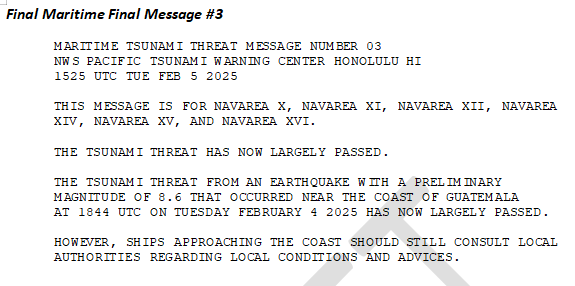 Final Maritime Final Message #3
MARITIME TSUNAMI THREAT MESSAGE NUMBER 03
NWS PACIFIC TSUNAMI WARNING CENTER HONOLULU HI
1525 UTC TUE FEB 5 2025
THIS MESSAGE IS FOR NAVAREA X, NAVAREA XI, NAVAREA XII, NAVAREA
XIV, NAVAREA XV, AND NAVAREA XVI.
THE TSUNAMI THREAT HAS NOW LARGELY PASSED.
THE TSUNAMI THREAT FROM AN EARTHQUAKE WITH A PRELIMINARY
MAGNITUDE OF 8.6 THAT OCCURRED NEAR THE COAST OF GUATEMALA
AT 1844 UTC ON TUESDAY FEBRUARY 4 2025 HAS NOW LARGELY PASSED.
HOWEVER, SHIPS APPROACHING THE COAST SHOULD STILL CONSULT LOCAL
AUTHORITIES REGARDING LOCAL CONDITIONS AND ADVICES.